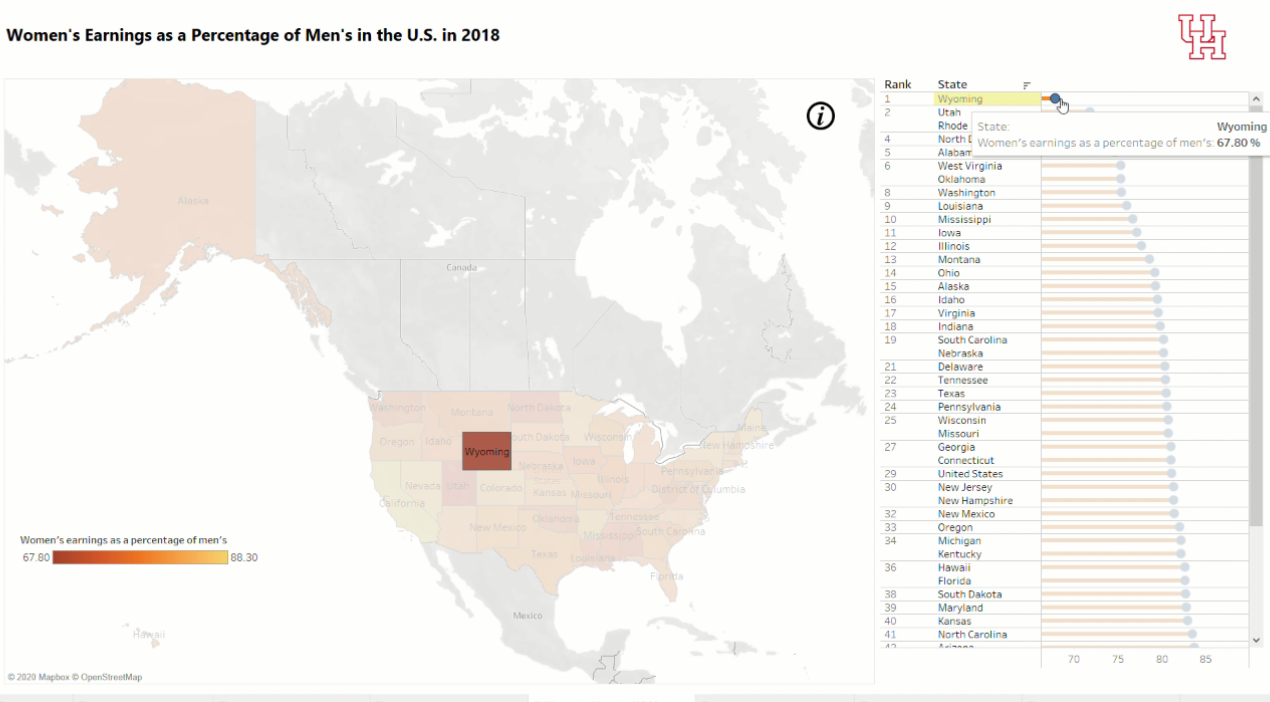 Women's Earnings as a Percentage of Men's in the U.S. in 2018
UH
i
Rank State
1 Wyoming
2 Utah
Rhode
4 North D
5 Alabam
State: Wyoming
Women's earnings as a percentage of men's: 67.80 %
6 West Virginia
Oklahoma
8 Washington
9 Louisiana
10 Mississippi
11 Iowa
12 Illinois
13 Montana
14 Ohio
15 Alaska
16 Idaho
17 Virginia
18 Indiana
19 South Carolina
Nebraska
21 Delaware
22 Tennessee
23 Texas
24 Pennsylvania
25 Wisconsin
Missouri
27 Georgia
Connecticut
29 United States
30 New Jersey
New Hampshire
32 New Mexico
33 Oregon
34 Michigan
Kentucky
36 Hawaii
Florida
38 South Dakota
39 Maryland
40 Kansas
41 North Carolina
42 Arizona
70 75 80 85
Alaska
Canada
Washington Montana North Dakota Maine
Oregon Idaho South Dakota Wisconsin New Hampshire
Wyoming
Nebraska Iowa Pennsylvania
Nevada Utah Colorado Kansas Missouri Illinois District of Columbia
California
New Mexico Oklahoma Tennessee South Carolina
Mississippi
Texas Louisiana
Florida
Mexico
Hawaii
Women's earnings as a percentage of men's
67.80 88.30
© 2020 Mapbox © OpenStreetMap